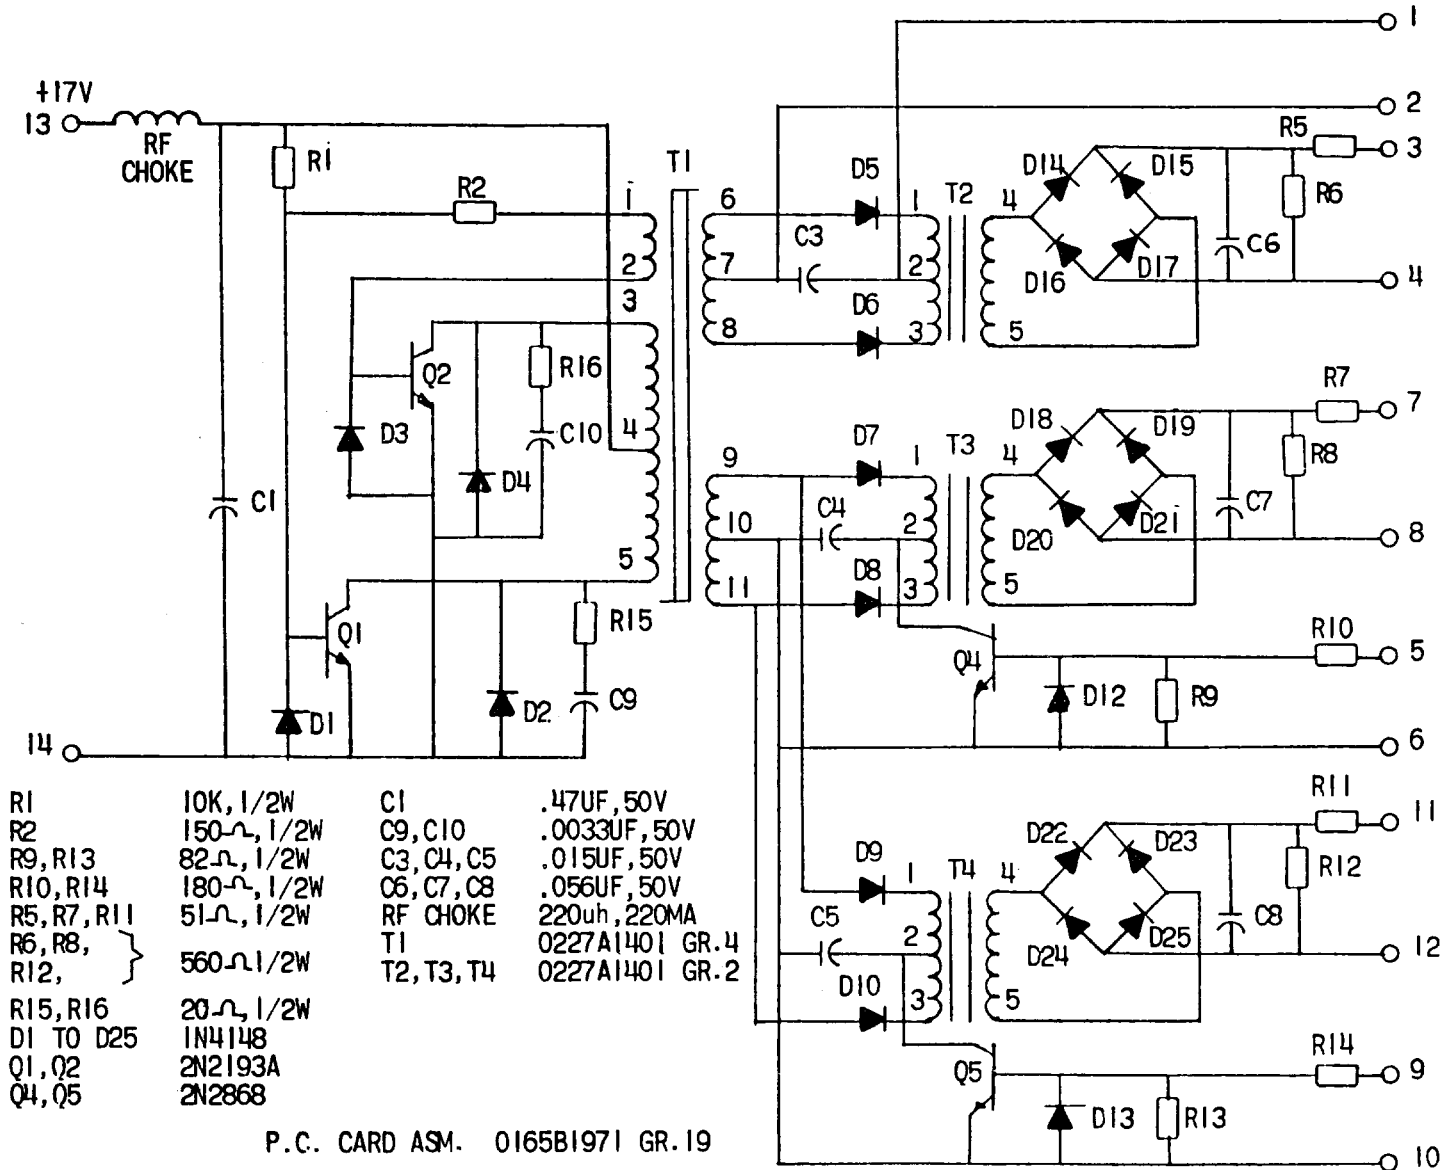 1
2
+17V
13
RF
CHOKE
R1
R2
T1
1
2
3
4
5
6
7
8
9
10
11
C1
D3
Q2
D4
R16
C10
Q1
D1
D2
R15
C9
14
D5
C3
D6
1
2
3
T2
4
5
D14
D15
D16
D17
C6
R5
R6
3
4
D7
C4
D8
1
2
3
T3
4
5
D18
D19
D20
D21
C7
R7
R8
7
8
Q4
D12
R9
R10
5
6
D9
C5
D10
1
2
3
T4
4
5
D22
D23
D24
D25
C8
R11
R12
11
12
Q5
D13
R13
R14
9
10
R1 10K, 1/2W C1 .47UF, 50V
R2 150Ω, 1/2W C9, C10 .0033UF, 50V
R9, R13 82Ω, 1/2W C3, C4, C5 .015UF, 50V
R10, R14 180Ω, 1/2W C6, C7, C8 .056UF, 50V
R5, R7, R11 51Ω, 1/2W RF CHOKE 220uh, 220MA
R6, R8, T1 0227A1401 GR.4
R12, } 560Ω 1/2W T2, T3, T4 0227A1401 GR.2
R15, R16 20Ω, 1/2W
D1 TO D25 1N4148
Q1, Q2 2N2193A
Q4, Q5 2N2868
P.C. CARD ASM. 0165B1971 GR.19